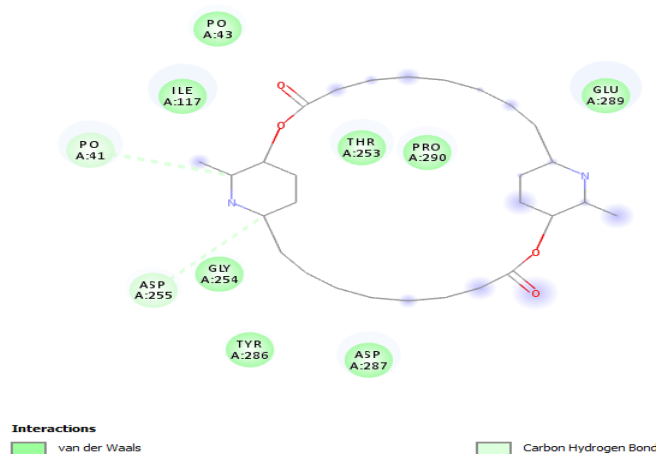 PO
A:43
ILE
A:117
GLU
A:289
O
O
THR
A:253
PRO
A:290
PO
A:41
N
N
GLY
A:254
ASP
A:255
O
O
TYR
A:286
ASP
A:287
Interactions
van der Waals
Carbon Hydrogen Bond